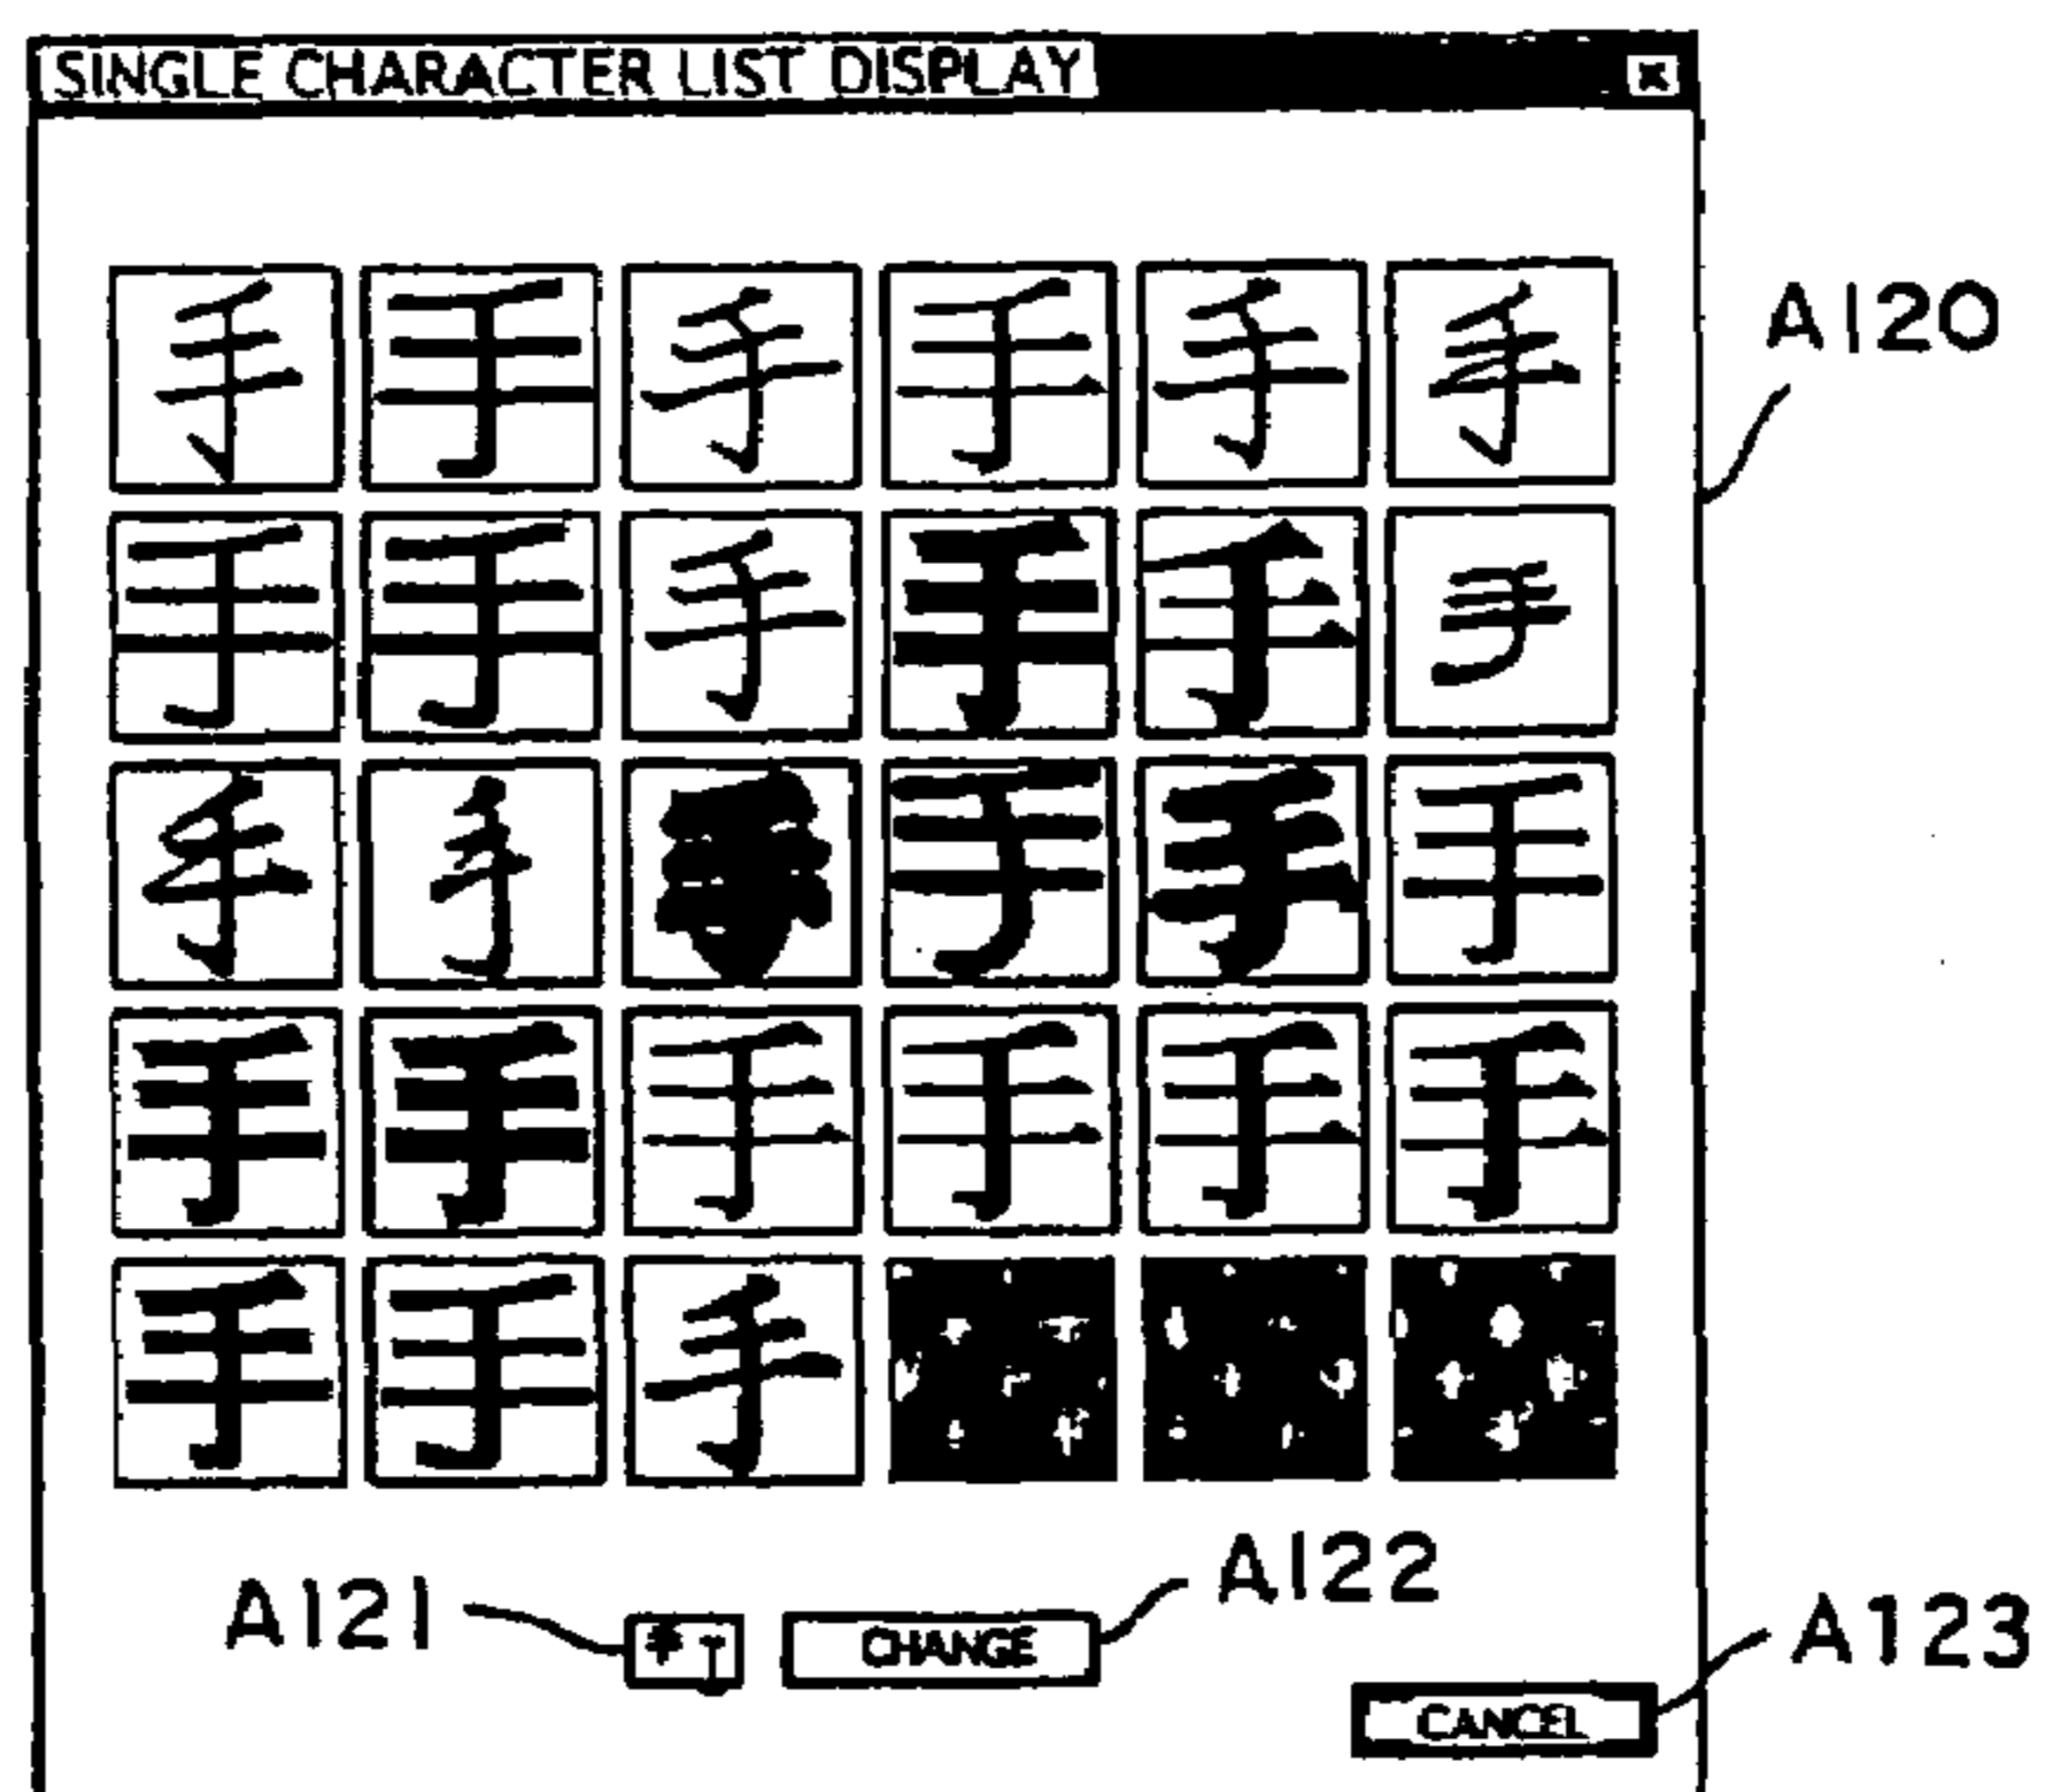 SINGLE CHARACTER LIST DISPLAY
手 手 手 手 手 手
A120
手 手 手 手 手 手
手 手 手 手 手
手 手 手 手 手 手
手 手 手
A121 手 CHANGE A122
CANCEL A123